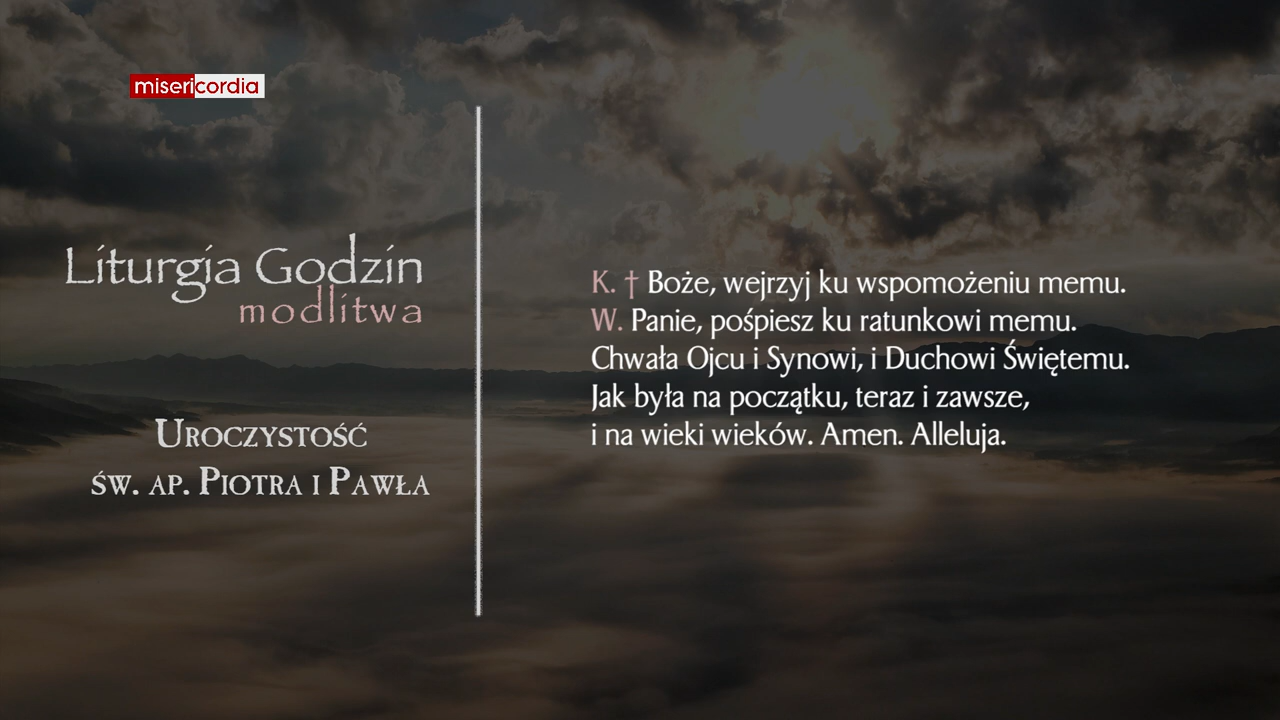 misericordia
Liturgia Godzin
modlitwa
Uroczystość
św. ap. Piotra i Pawła
K. † Boże, wejrzyj ku wspomożeniu memu.
W. Panie, pośpiesz ku ratunkowi memu.
Chwała Ojcu i Synowi, i Duchowi Świętemu.
Jak była na początku, teraz i zawsze,
i na wieki wieków. Amen. Alleluja.